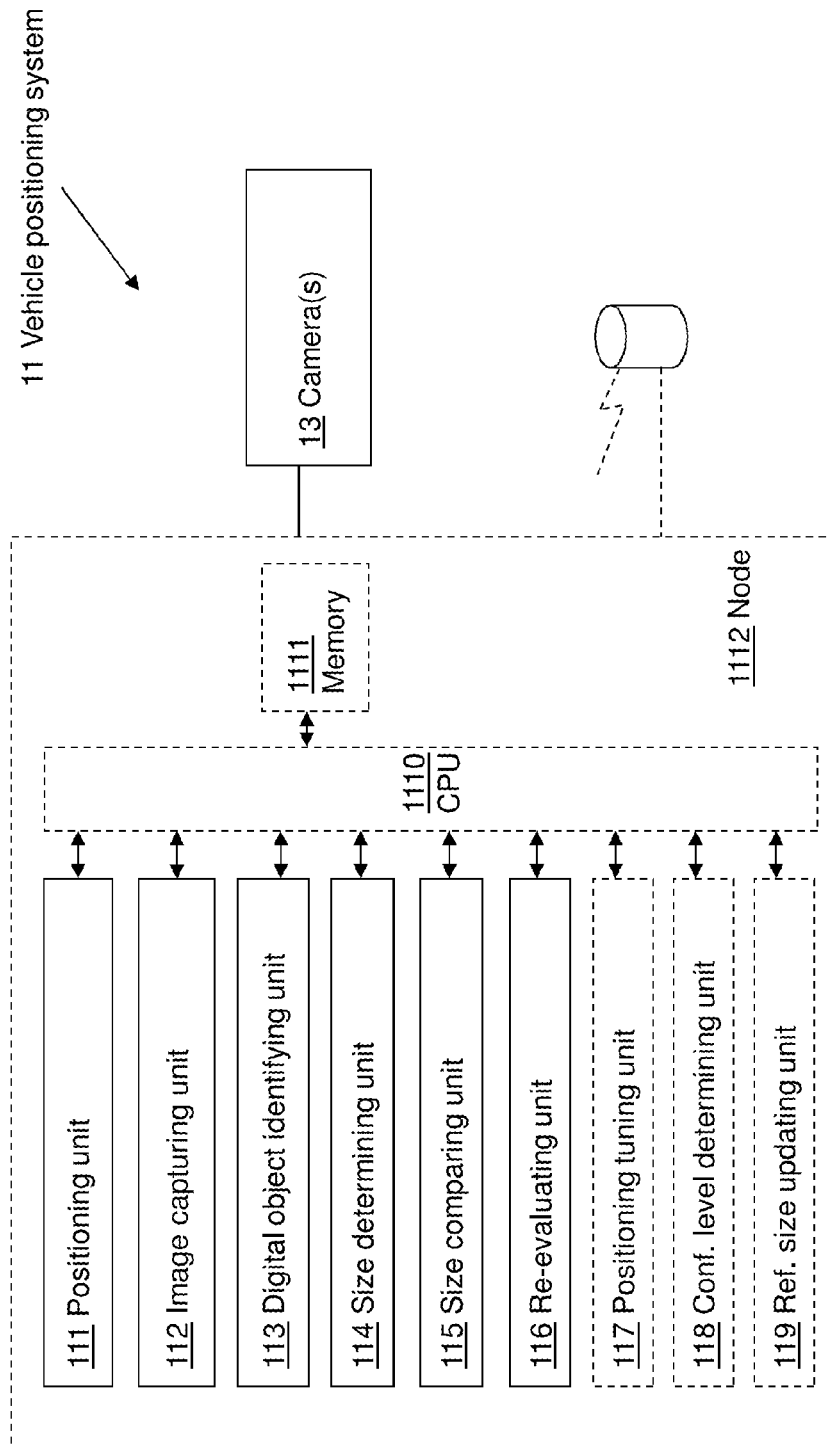 11 Vehicle positioning system
111 Positioning unit
112 Image capturing unit
113 Digital object identifying unit
114 Size determining unit
115 Size comparing unit
116 Re-evaluating unit
117 Positioning tuning unit
118 Conf. level determining unit
119 Ref. size updating unit
1110
CPU
1111
Memory
1112 Node
13 Camera(s)